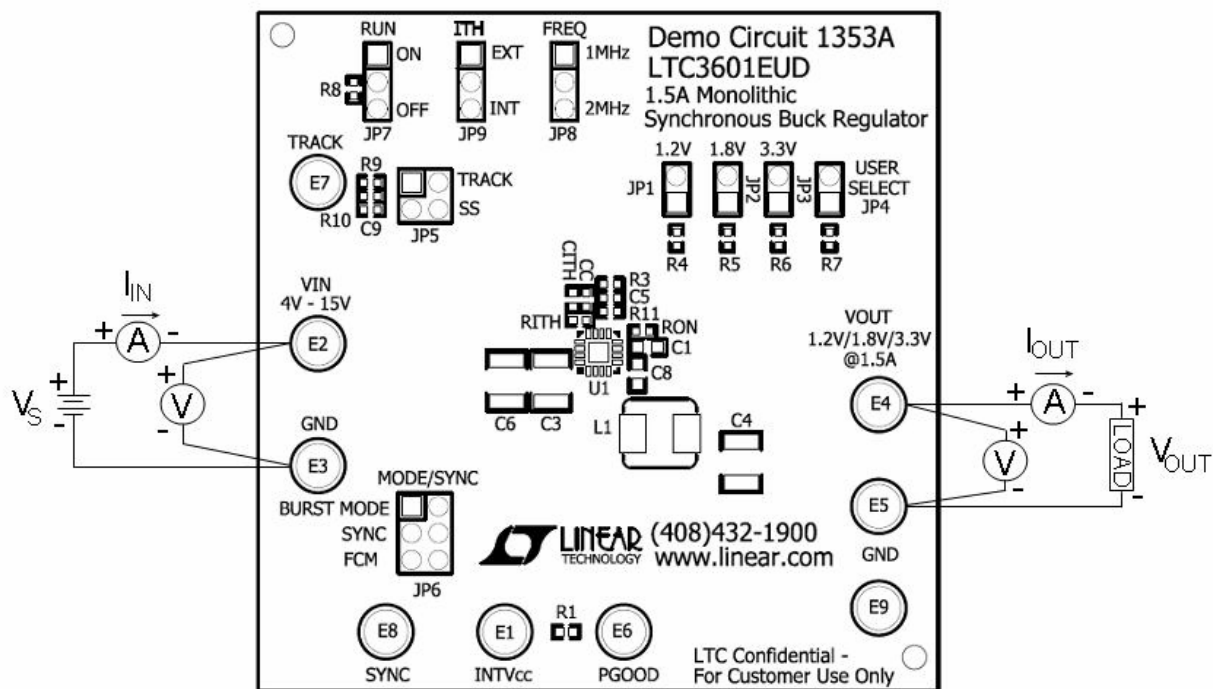 RUN
ITH
FREQ
ON
EXT
1MHz
R8
OFF
INT
2MHz
JP7
JP9
JP8
Demo Circuit 1353A
LTC3601EUD
1.5A Monolithic
Synchronous Buck Regulator
TRACK
E7
R9
R10
C9
TRACK
SS
JP5
1.2V
1.8V
3.3V
JP1
JP2
JP3
USER
SELECT
JP4
R4
R5
R6
R7
CITH
CC
R3
C5
R11
RITH
RON
C1
C8
U1
VIN
4V - 15V
E2
IIN
+
A
-
+
VS
-
+
V
-
GND
E3
C6
C3
L1
C4
VOUT
1.2V/1.8V/3.3V
@1.5A
E4
IOUT
+
A
-
+
V
-
+
LOAD
-
VOUT
E5
GND
E9
MODE/SYNC
BURST MODE
SYNC
FCM
JP6
LINEAR
TECHNOLOGY
(408)432-1900
www.linear.com
E8
SYNC
E1
INTVcc
R1
E6
PGOOD
LTC Confidential -
For Customer Use Only